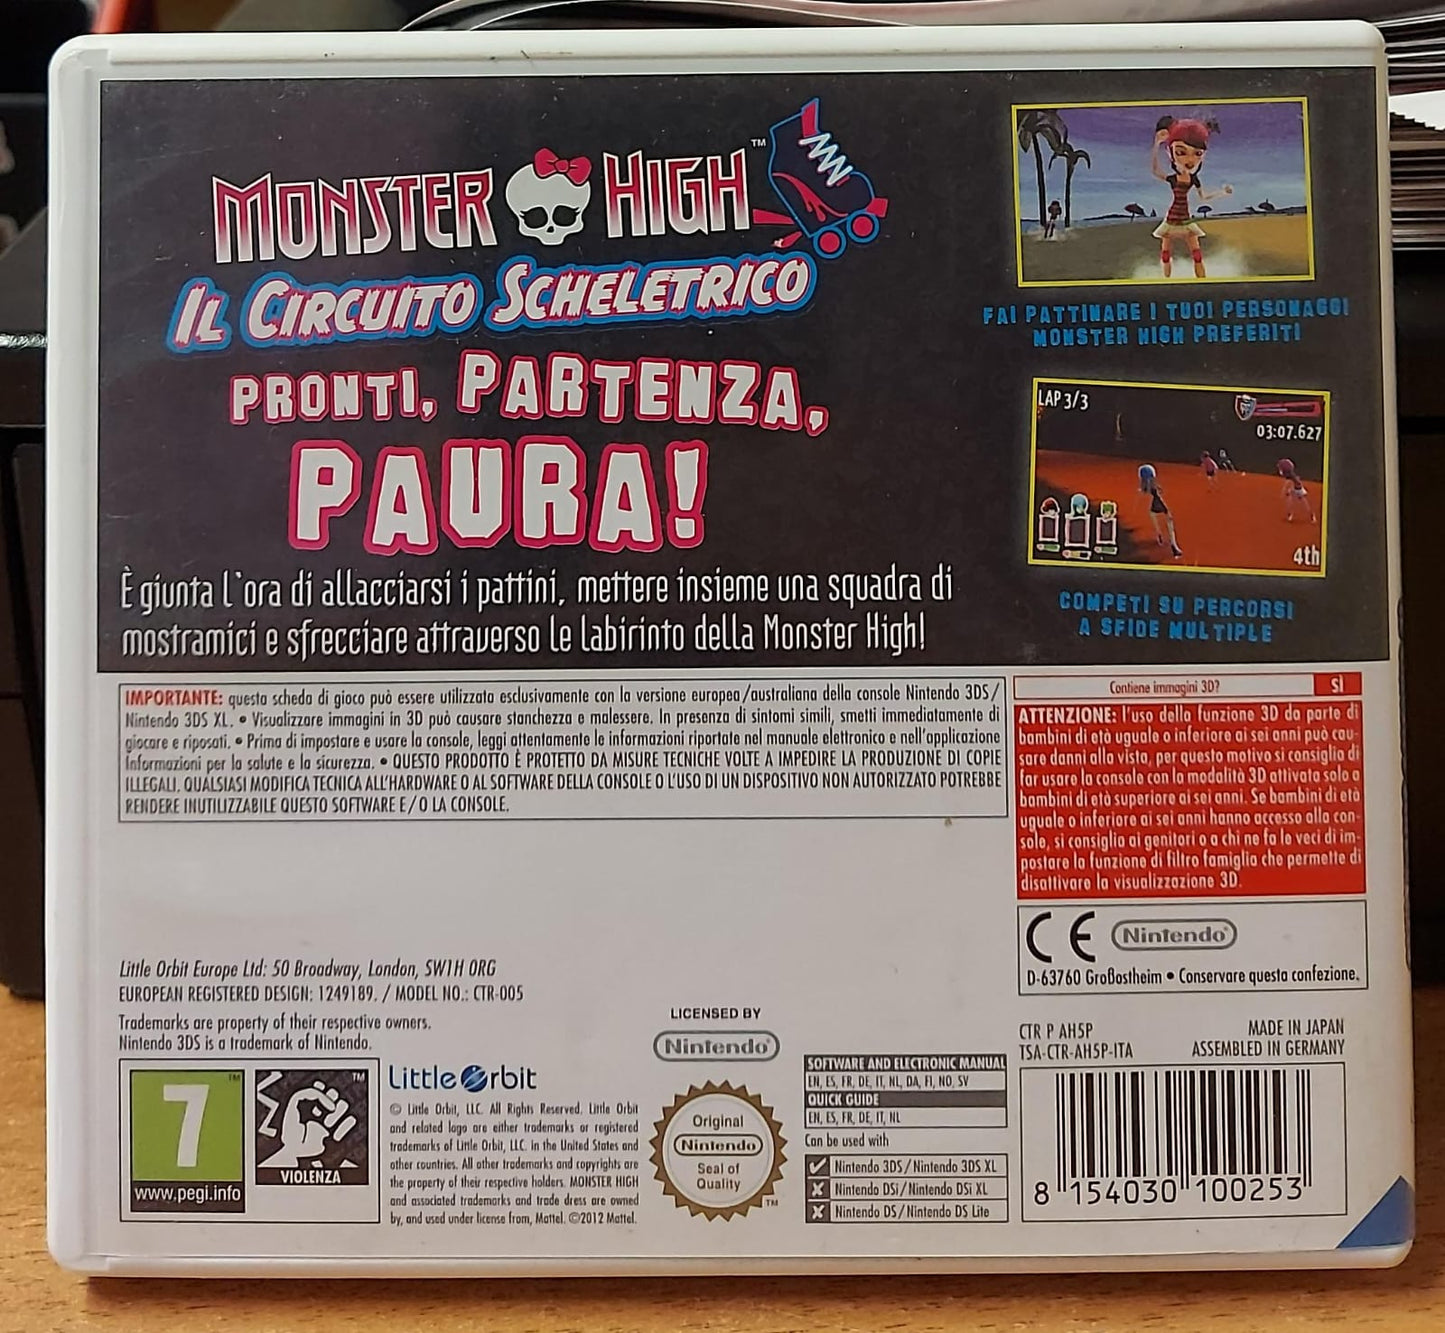 MONSTER HIGH™
IL CIRCUITO SCHELETRICO
PRONTI, PARTENZA,
PAURA!
È giunta l'ora di allacciarsi i pattini, mettere insieme una squadra di
mostramici e sfrecciare attraverso le labirinto della Monster High!
FAI PATTINARE I TUOI PERSONAGGI
MONSTER HIGH PREFERITI
LAP 3/3
03:07.627
4th
COMPETI SU PERCORSI
A SFIDE MULTIPLE
IMPORTANTE: questa scheda di gioco può essere utilizzata esclusivamente con la versione europea/australiana della console Nintendo 3DS/
Nintendo 3DS XL. • Visualizzare immagini in 3D può causare stanchezza e malessere. In presenza di sintomi simili, smetti immediatamente di
giocare e riposati. • Prima di impostare e usare la console, leggi attentamente le informazioni riportate nel manuale elettronico e nell'applicazione
Informazioni per la salute e la sicurezza. • QUESTO PRODOTTO È PROTETTO DA MISURE TECNICHE VOLTE A IMPEDIRE LA PRODUZIONE DI COPIE
ILLEGALI. QUALSIASI MODIFICA TECNICA ALL'HARDWARE O AL SOFTWARE DELLA CONSOLE O L'USO DI UN DISPOSITIVO NON AUTORIZZATO POTREBBE
RENDERE INUTILIZZABILE QUESTO SOFTWARE E/O LA CONSOLE.
Contiene immagini 3D? SÌ
ATTENZIONE: l'uso della funzione 3D da parte di
bambini di età uguale o inferiore ai sei anni può cau-
sare danni alla vista, per questo motivo si consiglia di
far usare la console con la modalità 3D attivata solo a
bambini di età superiore ai sei anni. Se bambini di età
uguale o inferiore ai sei anni hanno accesso alla con-
sole, si consiglia ai genitori o a chi ne fa le veci di im-
postare la funzione di filtro famiglia che permette di
disattivare la visualizzazione 3D.
CE Nintendo®
D-63760 Großostheim • Conservare questa confezione.
Little Orbit Europe Ltd: 50 Broadway, London, SW1H 0RG
EUROPEAN REGISTERED DESIGN: 1249189. / MODEL NO.: CTR-005
Trademarks are property of their respective owners.
Nintendo 3DS is a trademark of Nintendo.
7™
www.pegi.info
™
VIOLENZA
Little Orbit
© Little Orbit, LLC. All Rights Reserved. Little Orbit
and related logo are either trademarks or registered
trademarks of Little Orbit, LLC. in the United States and
other countries. All other trademarks and copyrights are
the property of their respective holders. MONSTER HIGH
and associated trademarks and trade dress are owned
by, and used under license from, Mattel. ©2012 Mattel.
LICENSED BY
Nintendo®
Original
Nintendo®
Seal of
Quality
™
SOFTWARE AND ELECTRONIC MANUAL
EN, ES, FR, DE, IT, NL, DA, FI, NO, SV
QUICK GUIDE
EN, ES, FR, DE, IT, NL
Can be used with
Nintendo 3DS/Nintendo 3DS XL
Nintendo DSi/Nintendo DSi XL
Nintendo DS/Nintendo DS Lite
CTR P AH5P
TSA-CTR-AH5P-ITA
MADE IN JAPAN
ASSEMBLED IN GERMANY
8 154030 100253